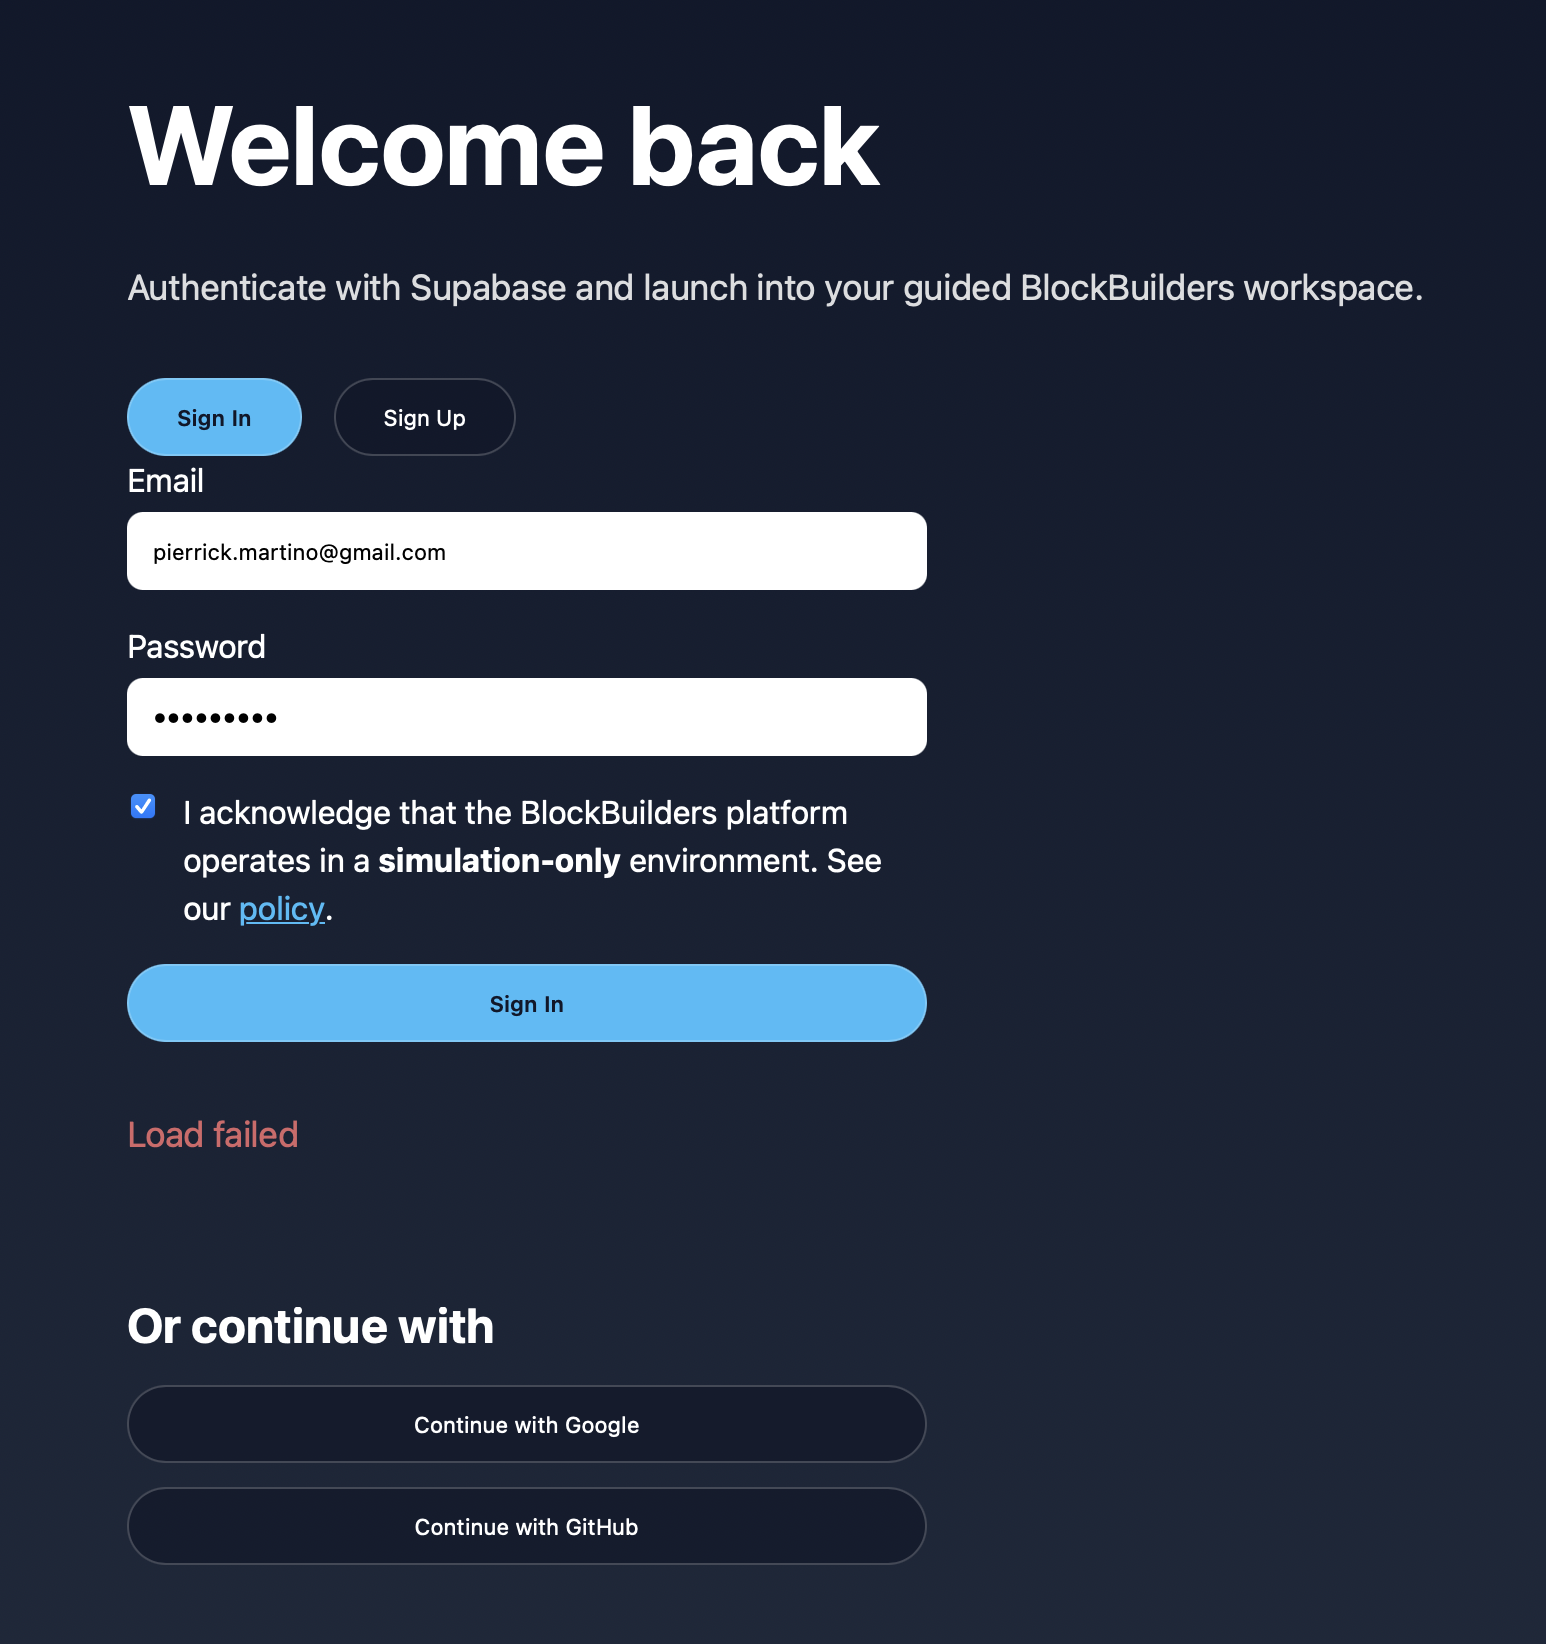 Welcome back
Authenticate with Supabase and launch into your guided BlockBuilders workspace.
Sign In
Sign Up
Email
pierrick.martino@gmail.com
Password
•••••••••
I acknowledge that the BlockBuilders platform
operates in a simulation-only environment. See
our policy.
Sign In
Load failed
Or continue with
Continue with Google
Continue with GitHub